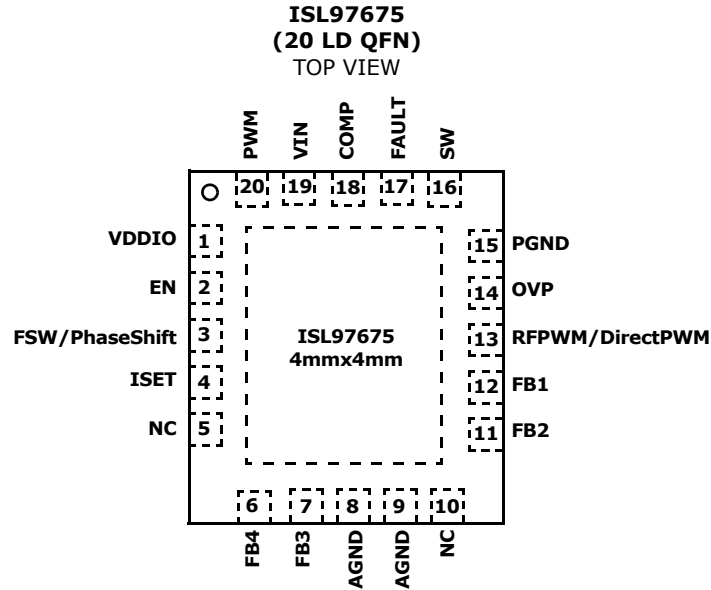 ISL97675
(20 LD QFN)
TOP VIEW
PWM
VIN
COMP
FAULT
SW
20
19
18
17
16
VDDIO 1
EN 2
FSW/PhaseShift 3
ISET 4
NC 5
ISL97675
4mmx4mm
15 PGND
14 OVP
13 RFPWM/DirectPWM
12 FB1
11 FB2
6
7
8
9
10
FB4
FB3
AGND
AGND
NC